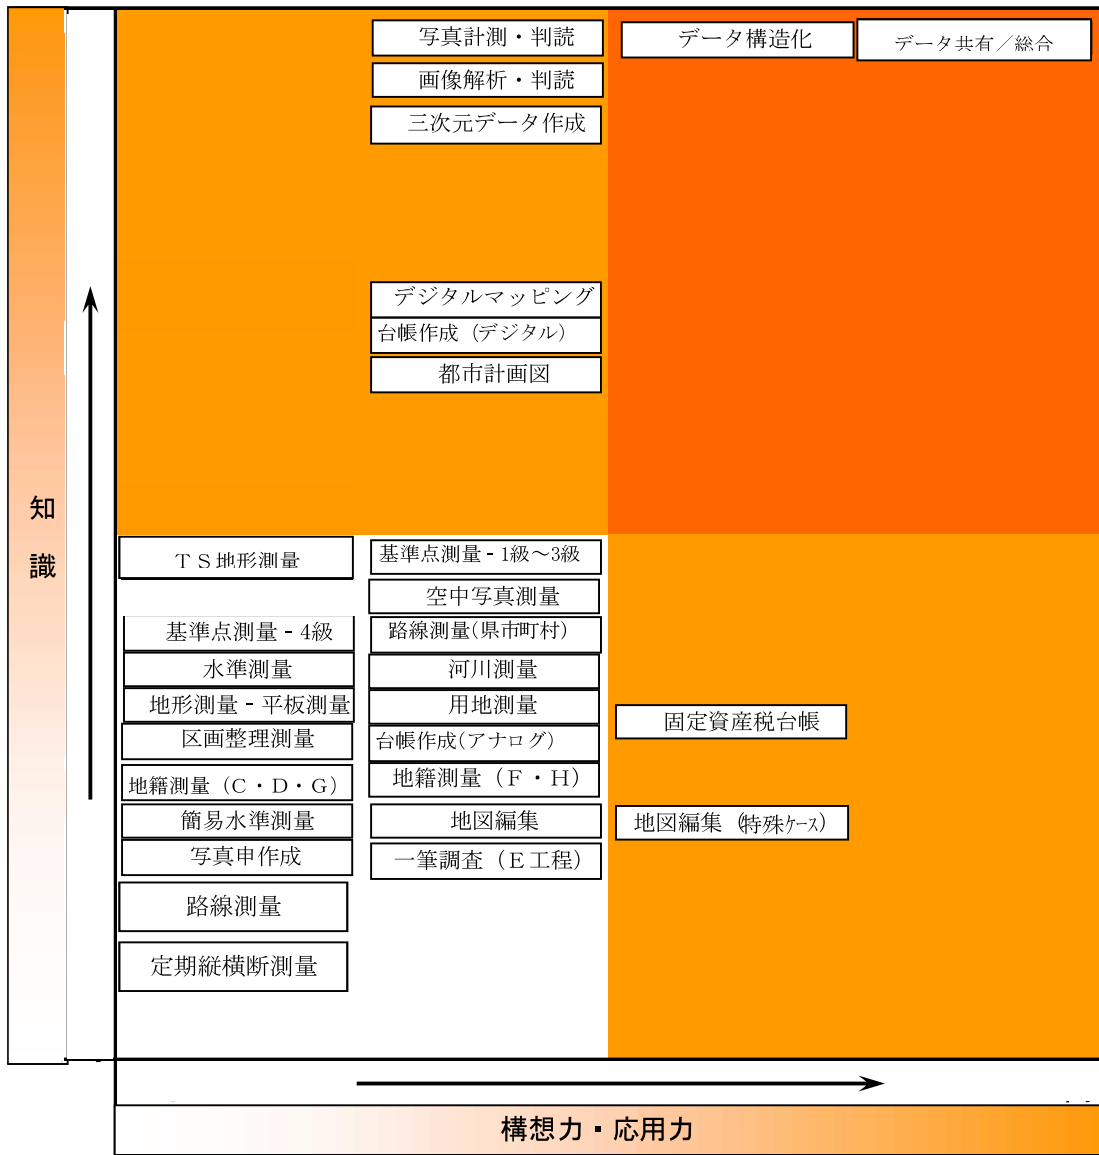 写真計測・判読
データ構造化
データ共有／総合
画像解析・判読
三次元データ作成
デジタルマッピング
台帳作成（デジタル）
都市計画図
知
識
ＴＳ地形測量
基準点測量‐1級～3級
空中写真測量
基準点測量‐4級
路線測量(県市町村)
水準測量
河川測量
地形測量‐平板測量
用地測量
固定資産税台帳
区画整理測量
台帳作成(アナログ)
地籍測量（Ｃ・Ｄ・Ｇ）
地籍測量（Ｆ・Ｈ）
簡易水準測量
地図編集
地図編集（特殊ケース）
写真申作成
一筆調査（Ｅ工程）
路線測量
定期縦横断測量
構想力・応用力